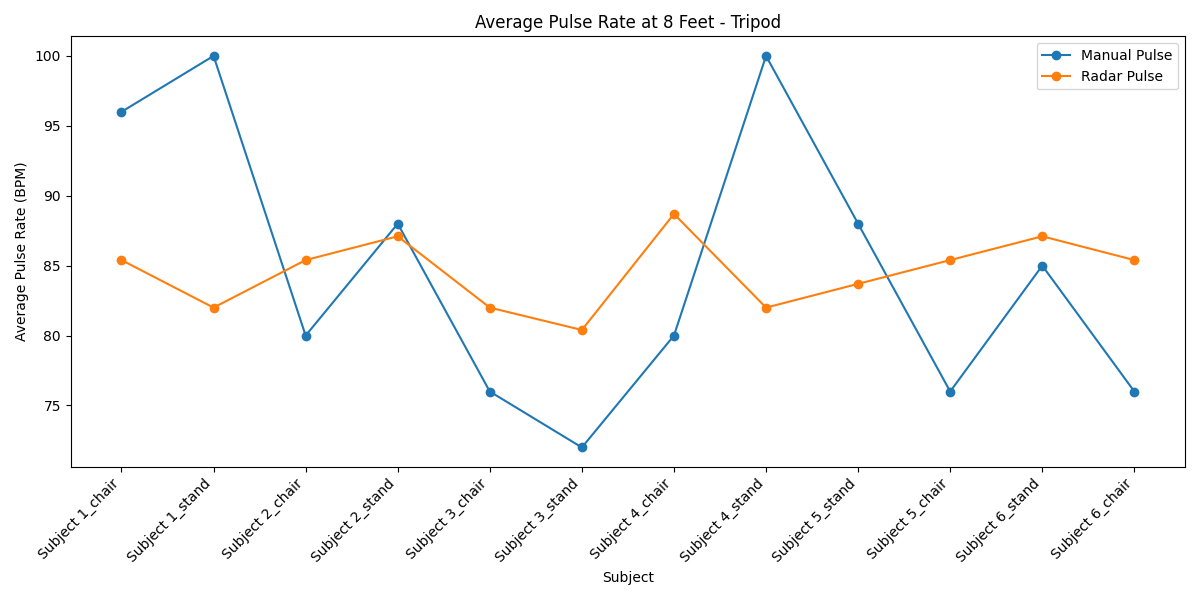 Average Pulse Rate at 8 Feet - Tripod
Manual Pulse
Radar Pulse
Average Pulse Rate (BPM)
100
95
90
85
80
75
Subject 1_chair
Subject 1_stand
Subject 2_chair
Subject 2_stand
Subject 3_chair
Subject 3_stand
Subject 4_chair
Subject 4_stand
Subject 5_stand
Subject 5_chair
Subject 6_stand
Subject 6_chair
Subject